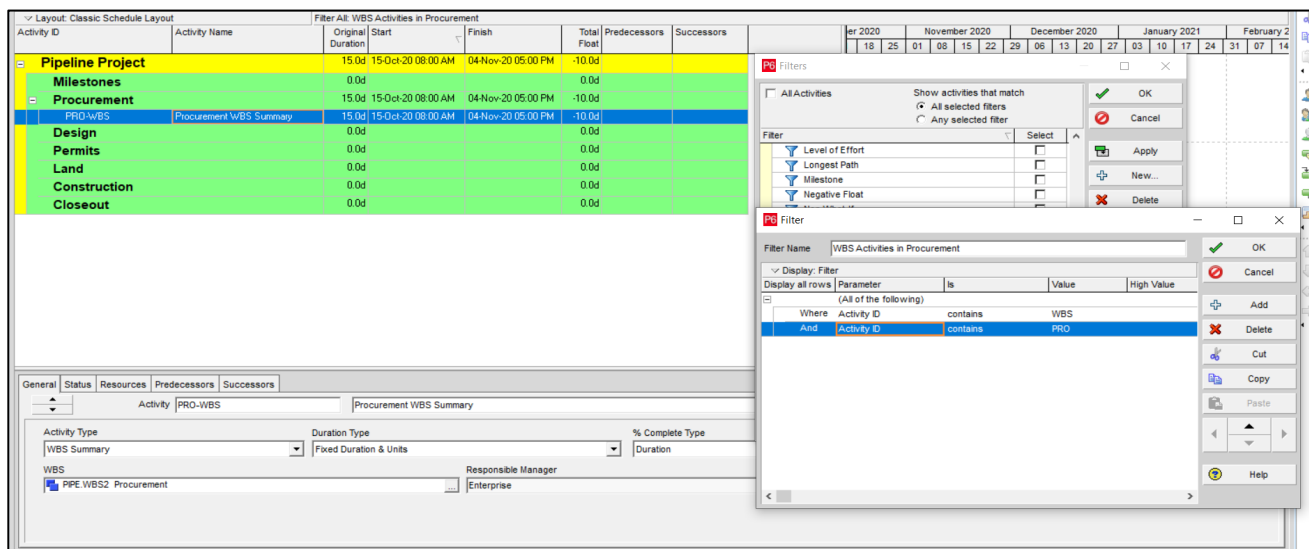 Layout: Classic Schedule Layout Filter All: WBS Activities in Procurement
Activity ID Activity Name Original Duration Start Finish Total Float Predecessors Successors
er 2020 November 2020 December 2020 January 2021 February 2
18 25 01 08 15 22 29 06 13 20 27 03 10 17 24 31 07 14
Pipeline Project 15.0d 15-Oct-20 08:00 AM 04-Nov-20 05:00 PM -10.0d
Milestones 0.0d 0.0d
Procurement 15.0d 15-Oct-20 08:00 AM 04-Nov-20 05:00 PM -10.0d
PRO-WBS Procurement WBS Summary 15.0d 15-Oct-20 08:00 AM 04-Nov-20 05:00 PM -10.0d
Design 0.0d 0.0d
Permits 0.0d 0.0d
Land 0.0d 0.0d
Construction 0.0d 0.0d
Closeout 0.0d 0.0d
P6 Filters
All Activities Show activities that match
All selected filters
Any selected filter
OK
Cancel
Filter Select
Level of Effort
Longest Path
Milestone
Negative Float
Apply
New...
Delete
P6 Filter
Filter Name WBS Activities in Procurement
Display: Filter
Display all rows Parameter Is Value High Value
(All of the following)
Where Activity ID contains WBS
And Activity ID contains PRO
OK
Cancel
Add
Delete
Cut
Copy
Paste
Help
General Status Resources Predecessors Successors
Activity PRO-WBS Procurement WBS Summary
Activity Type Duration Type % Complete Type
WBS Summary Fixed Duration & Units Duration
WBS Responsible Manager
PIPE.WBS2 Procurement ... Enterprise